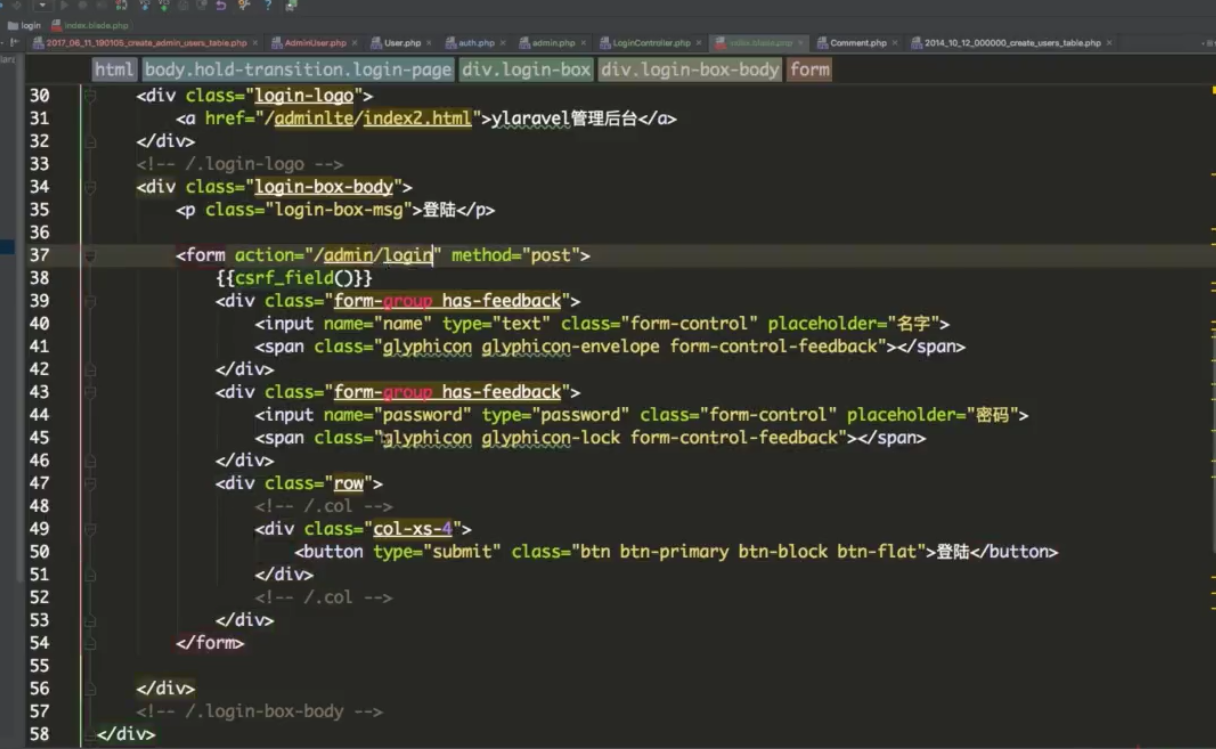 login index.blade.php
2017_06_11_190105_create_admin_users_table.php AdminUser.php User.php auth.php admin.php LoginController.php index.blade.php Comment.php 2014_10_12_000000_create_users_table.php
html body.hold-transition.login-page div.login-box div.login-box-body form
30 <div class="login-logo">
31 <a href="/adminlte/index2.html">ylaravel管理后台</a>
32 </div>
33 <!-- /.login-logo -->
34 <div class="login-box-body">
35 <p class="login-box-msg">登陆</p>
36
37 <form action="/admin/login" method="post">
38 {{csrf_field()}}
39 <div class="form-group has-feedback">
40 <input name="name" type="text" class="form-control" placeholder="名字">
41 <span class="glyphicon glyphicon-envelope form-control-feedback"></span>
42 </div>
43 <div class="form-group has-feedback">
44 <input name="password" type="password" class="form-control" placeholder="密码">
45 <span class="glyphicon glyphicon-lock form-control-feedback"></span>
46 </div>
47 <div class="row">
48 <!-- /.col -->
49 <div class="col-xs-4">
50 <button type="submit" class="btn btn-primary btn-block btn-flat">登陆</button>
51 </div>
52 <!-- /.col -->
53 </div>
54 </form>
55
56 </div>
57 <!-- /.login-box-body -->
58 </div>